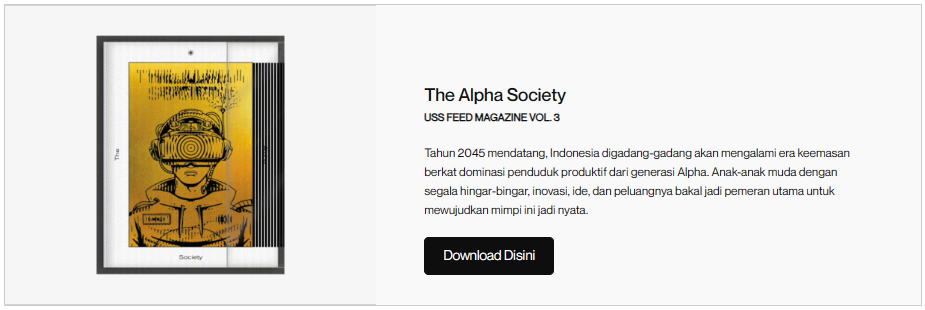 The
Society
The Alpha Society
USS FEED MAGAZINE VOL. 3
Tahun 2045 mendatang, Indonesia digadang-gadang akan mengalami era keemasan
berkat dominasi penduduk produktif dari generasi Alpha. Anak-anak muda dengan
segala hingar-bingar, inovasi, ide, dan peluangnya bakal jadi pemeran utama untuk
mewujudkan mimpi ini jadi nyata.
Download Disini